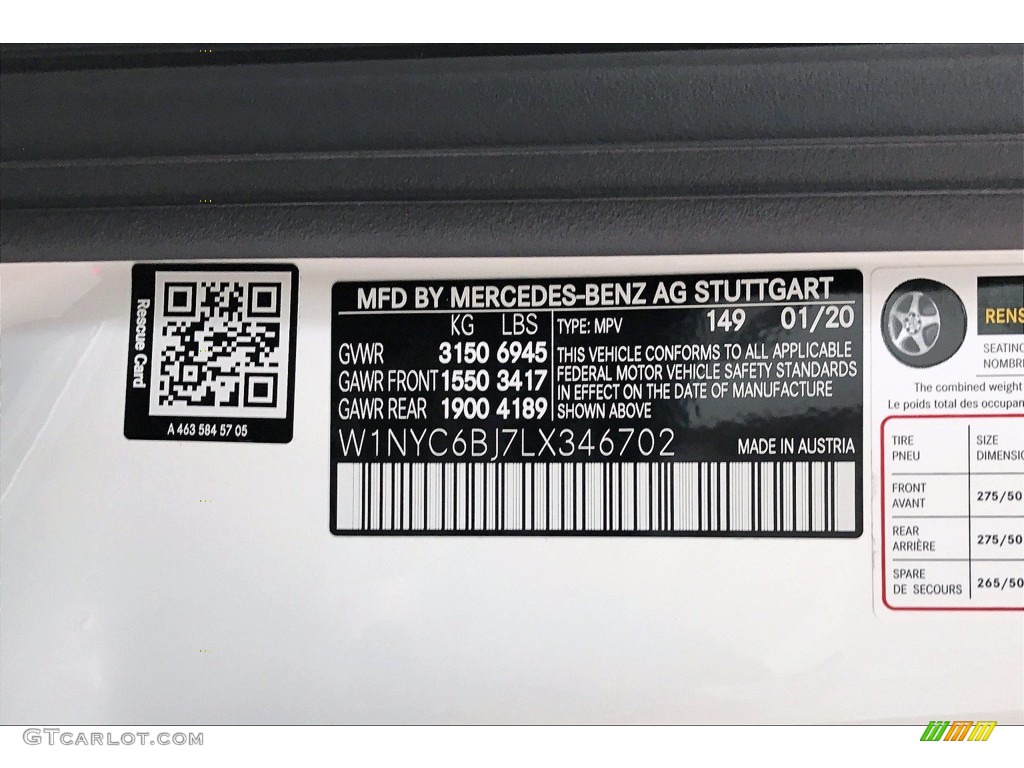 Rescue Card
A 463 584 57 05
MFD BY MERCEDES-BENZ AG STUTTGART
KG LBS
GVWR 3150 6945
GAWR FRONT 1550 3417
GAWR REAR 1900 4189
TYPE: MPV 149 01/20
THIS VEHICLE CONFORMS TO ALL APPLICABLE
FEDERAL MOTOR VEHICLE SAFETY STANDARDS
IN EFFECT ON THE DATE OF MANUFACTURE
SHOWN ABOVE
W1NYC6BJ7LX346702 MADE IN AUSTRIA
RENS
SEATING
NOMBRE
The combined weight
Le poids total des occupan
TIRE SIZE
PNEU DIMENSIO
FRONT
AVANT 275/50
REAR
ARRIÈRE 275/50
SPARE
DE SECOURS 265/50
GTCARLOT.COM